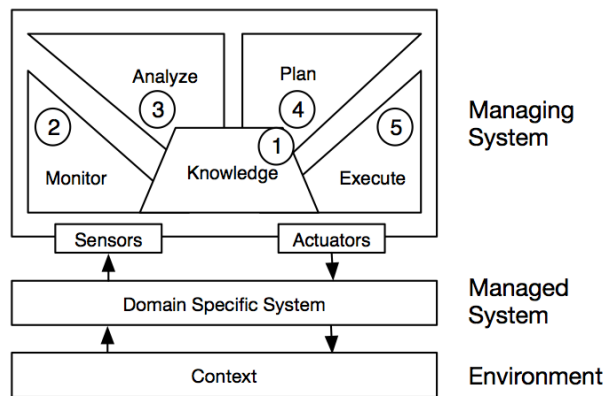 Analyze
Plan
3
4
2
5
1
Managing
System
Monitor
Knowledge
Execute
Sensors
Actuators
Domain Specific System
Managed
System
Context
Environment